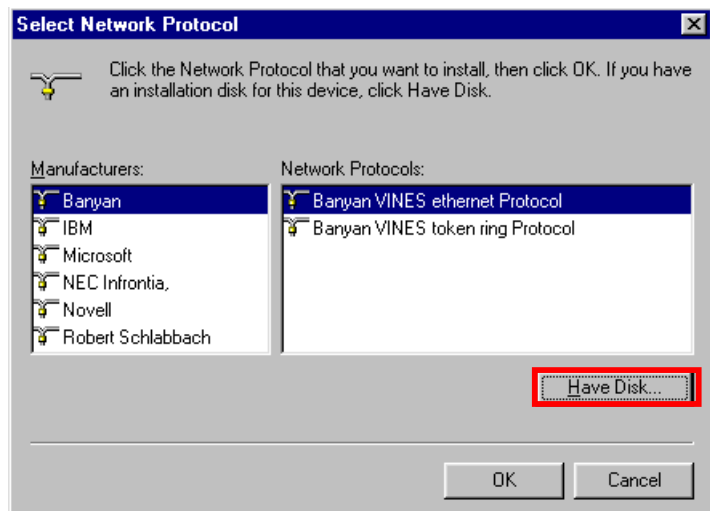 Select Network Protocol
Click the Network Protocol that you want to install, then click OK. If you have
an installation disk for this device, click Have Disk.
Manufacturers:
Banyan
IBM
Microsoft
NEC Infrontia,
Novell
Robert Schlabbach
Network Protocols:
Banyan VINES ethernet Protocol
Banyan VINES token ring Protocol
Have Disk...
OK
Cancel